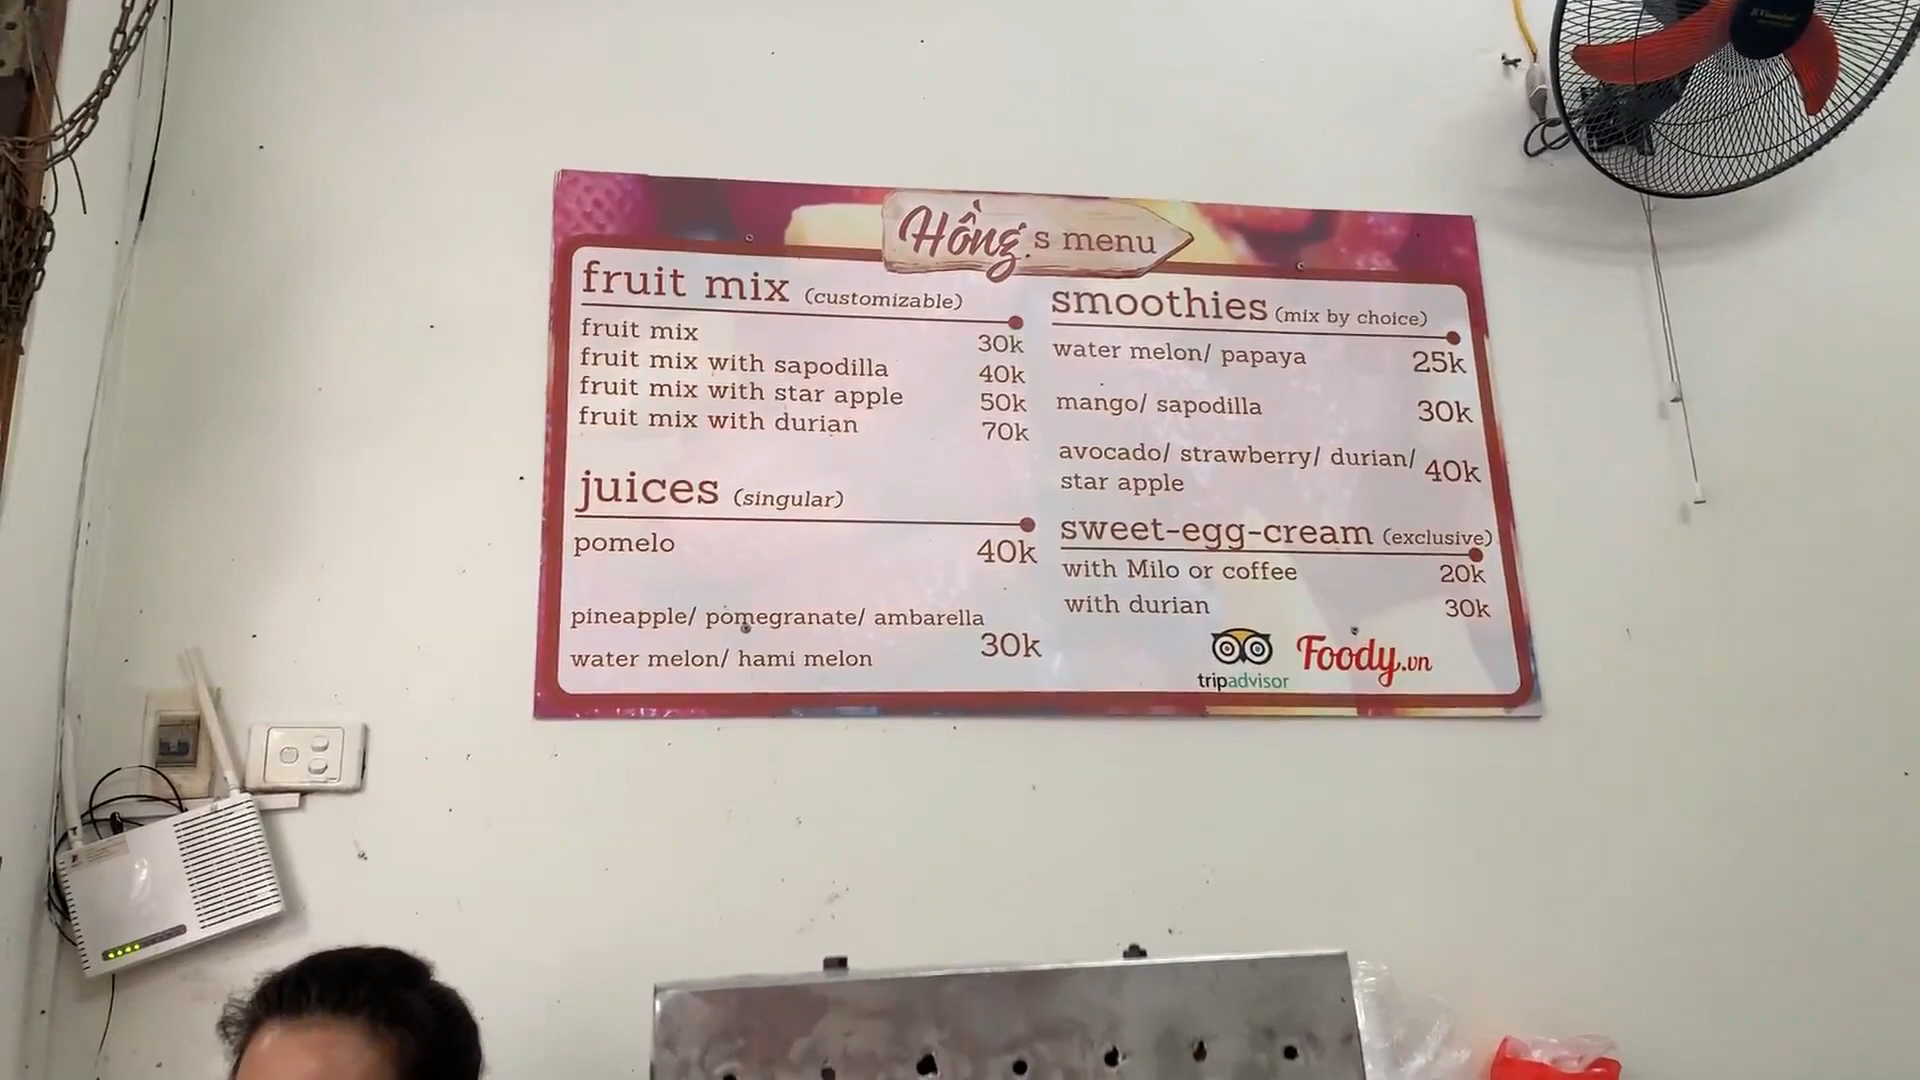 Hồng's menu
fruit mix (customizable)
fruit mix 30k
fruit mix with sapodilla 40k
fruit mix with star apple 50k
fruit mix with durian 70k
juices (singular)
pomelo 40k
pineapple/ pomegranate/ ambarella
30k
water melon/ hami melon
smoothies (mix by choice)
water melon/ papaya 25k
mango/ sapodilla 30k
avocado/ strawberry/ durian/ 40k
star apple
sweet-egg-cream (exclusive)
with Milo or coffee 20k
with durian 30k
tripadvisor
Foody.vn